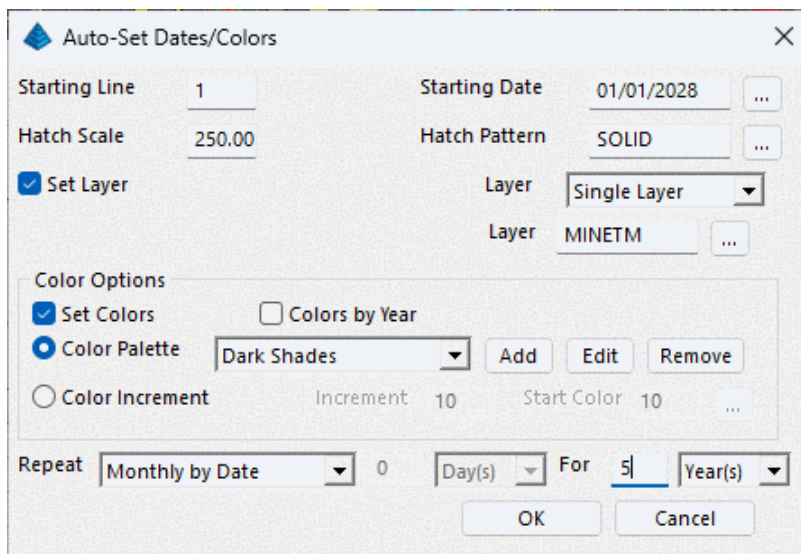 Auto-Set Dates/Colors
Starting Line 1 Starting Date 01/01/2028 ...
Hatch Scale 250.00 Hatch Pattern SOLID ...
Set Layer Layer Single Layer
Layer MINETM ...
Color Options
Set Colors Colors by Year
Color Palette Dark Shades Add Edit Remove
Color Increment Increment 10 Start Color 10 ...
Repeat Monthly by Date 0 Day(s) For 5 Year(s)
OK Cancel